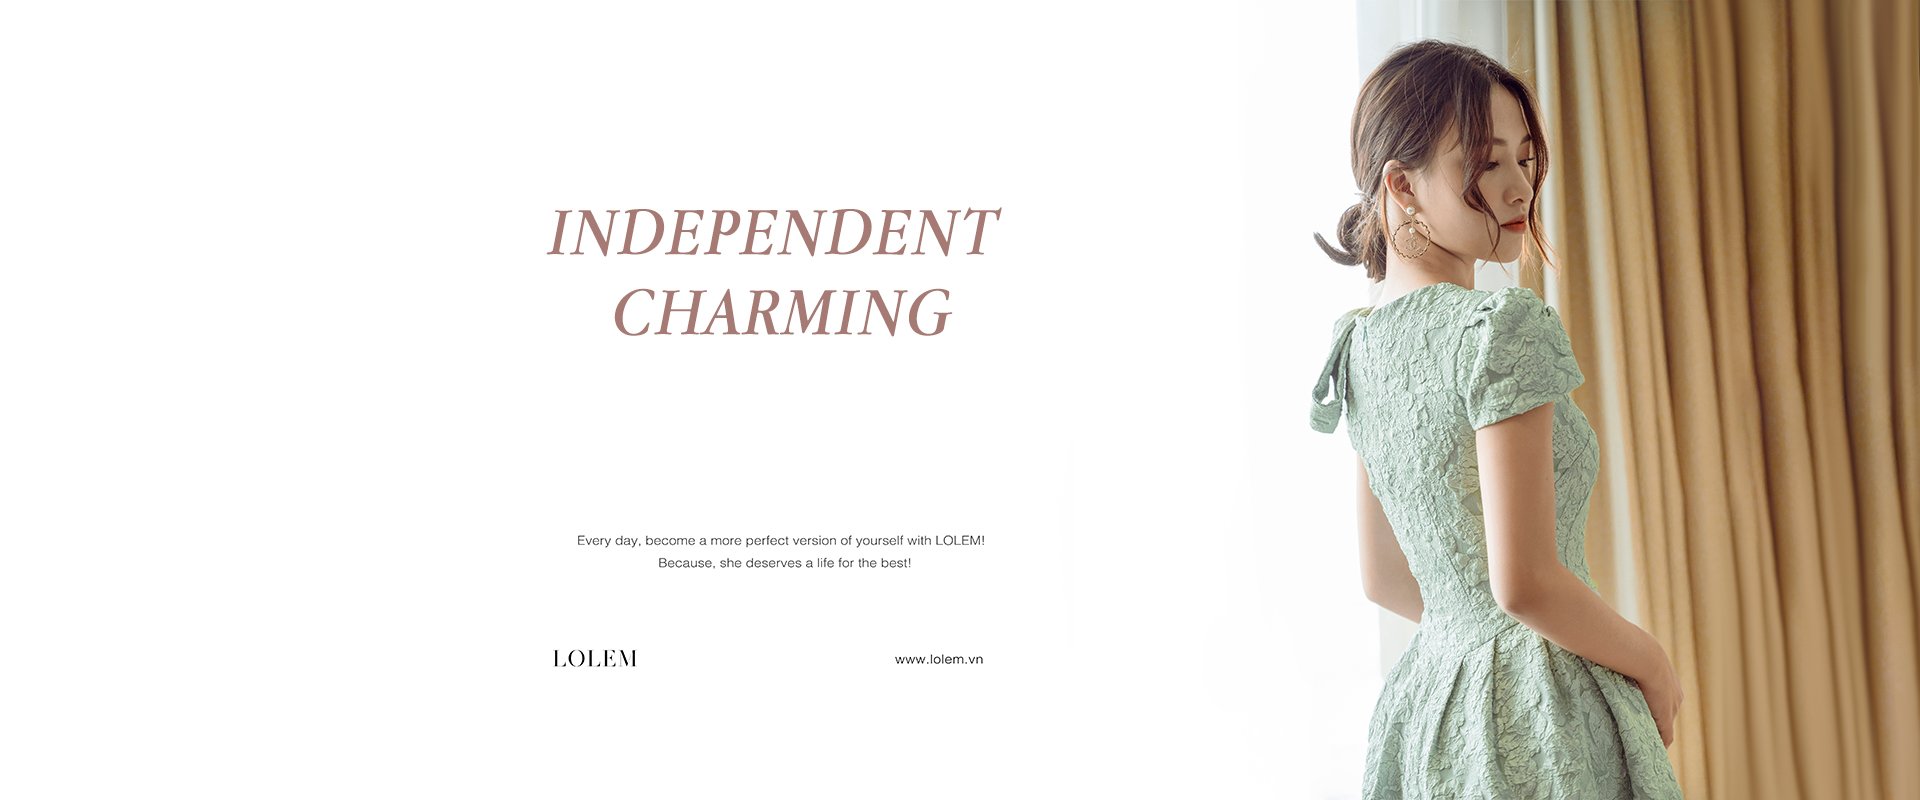 INDEPENDENT
CHARMING
Every day, become a more perfect version of yourself with LOLEM!
Because, she deserves a life for the best!
LOLEM
www.lolem.vn